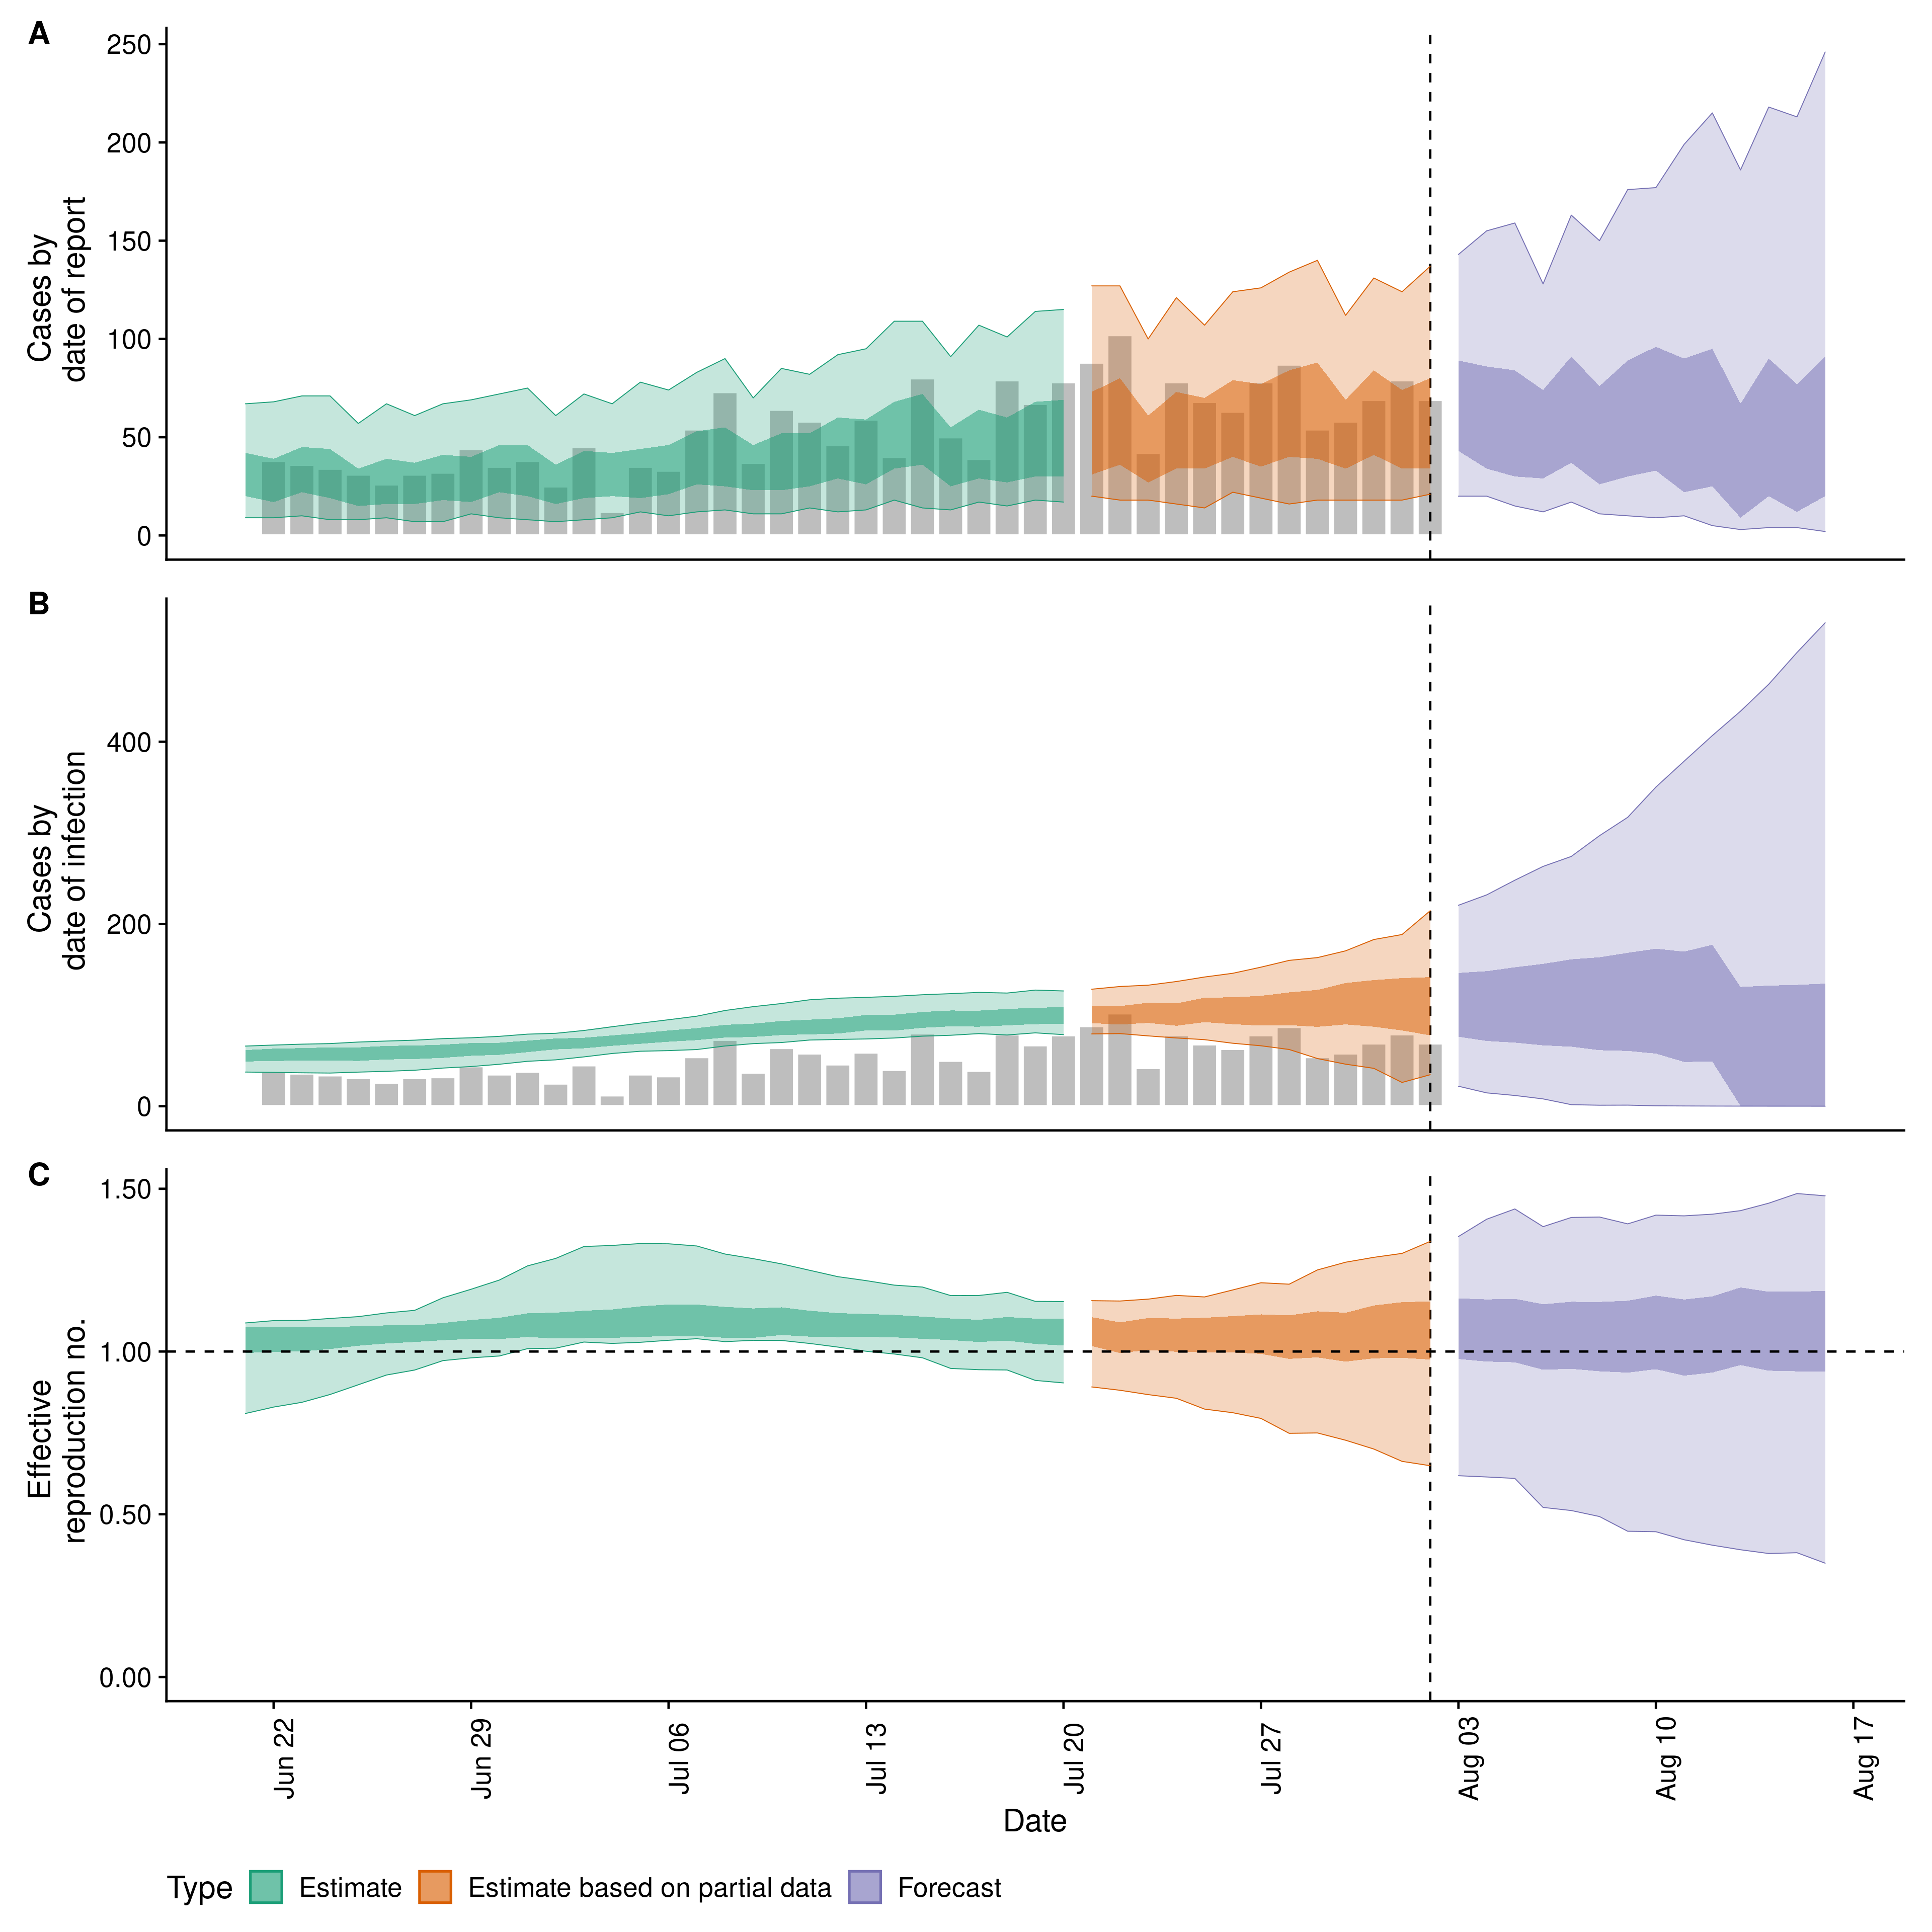 A
250
200
150
100
50
0
Cases by
date of report
B
400
200
0
Cases by
date of infection
C
1.50
1.00
0.50
0.00
Effective
reproduction no.
Jun 22
Jun 29
Jul 06
Jul 13
Jul 20
Jul 27
Aug 03
Aug 10
Aug 17
Date
Type Estimate Estimate based on partial data Forecast